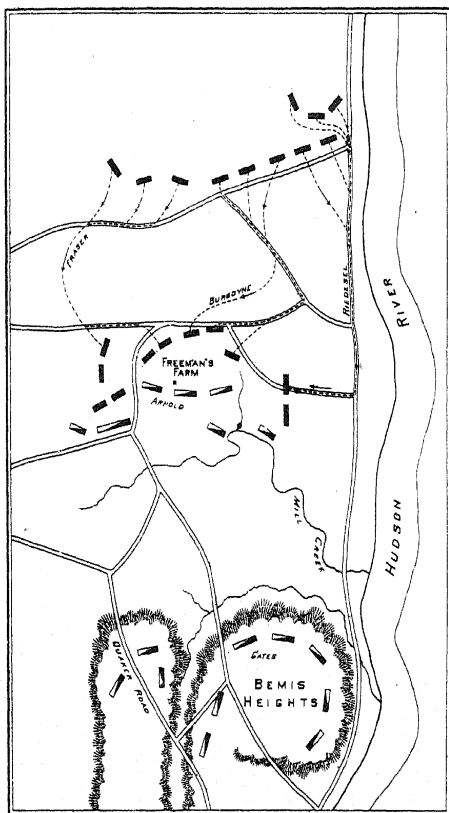 FRASER
BURGOYNE
RIEDESEL
RIVER
FREEMAN'S
FARM
ARNOLD
MILL
CREEK
HUDSON
QUAKER
ROAD
GATES
BEMIS
HEIGHTS